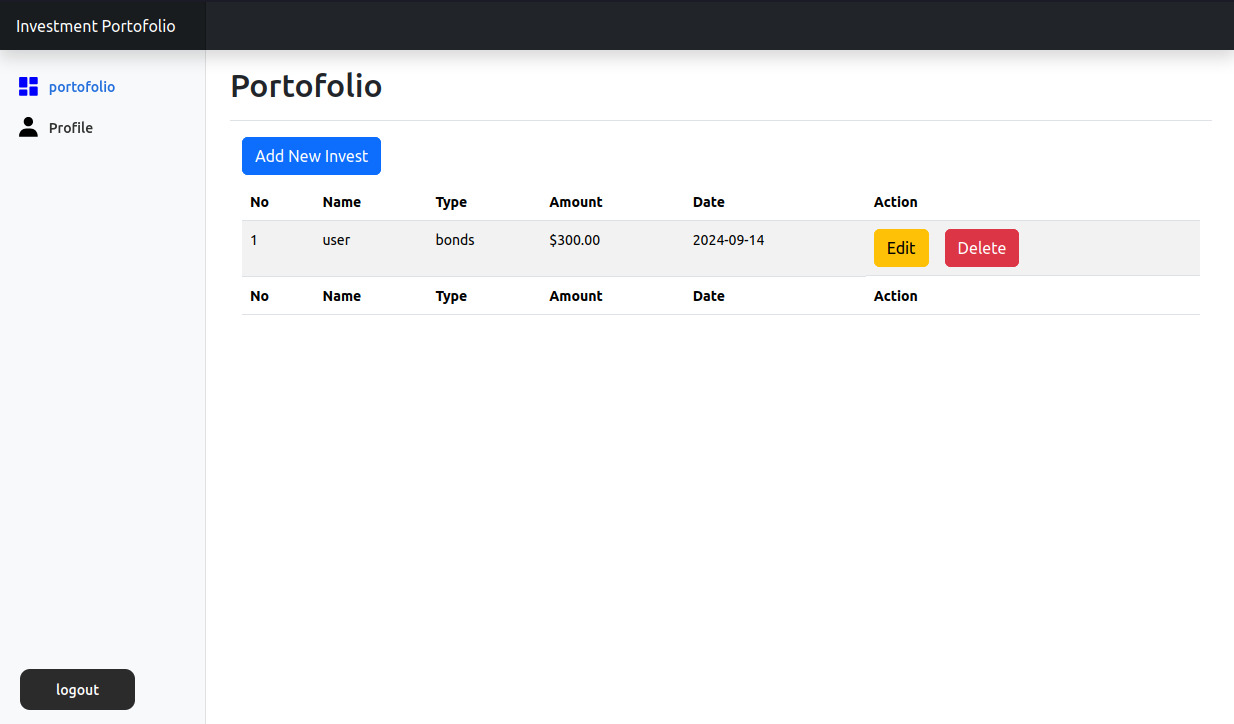 Investment Portofolio
portofolio
Profile
Portofolio
Add New Invest
No Name Type Amount Date Action
1 user bonds $300.00 2024-09-14 Edit Delete
No Name Type Amount Date Action
logout